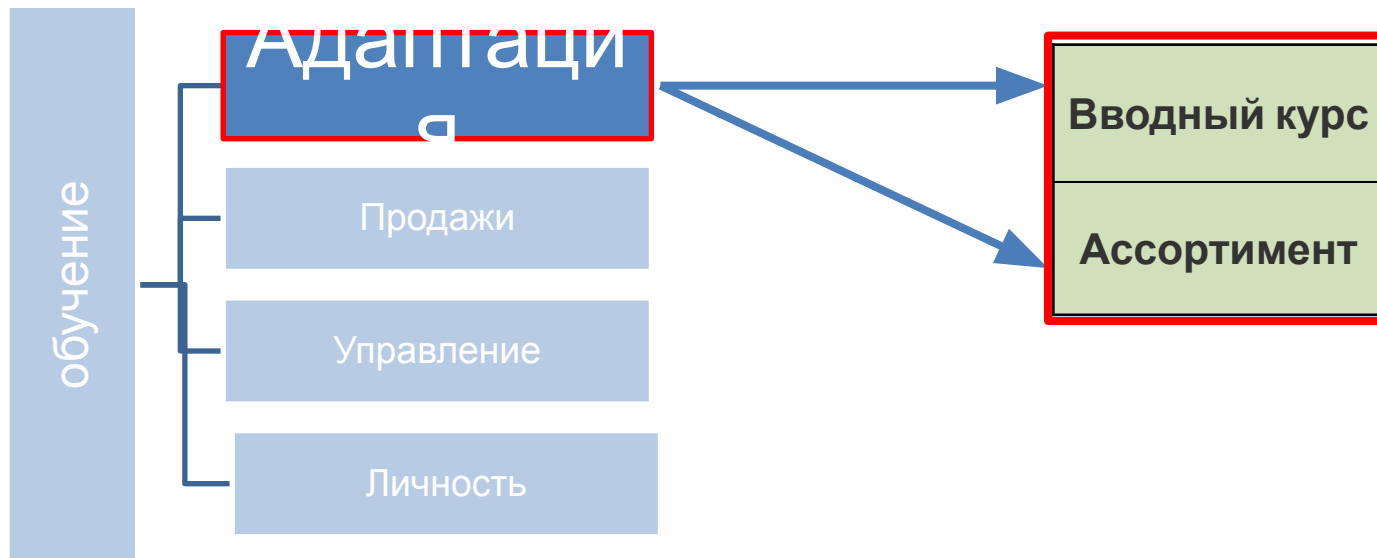 обучение
Адаптаци
я
Продажи
Управление
Личность
Вводный курс
Ассортимент